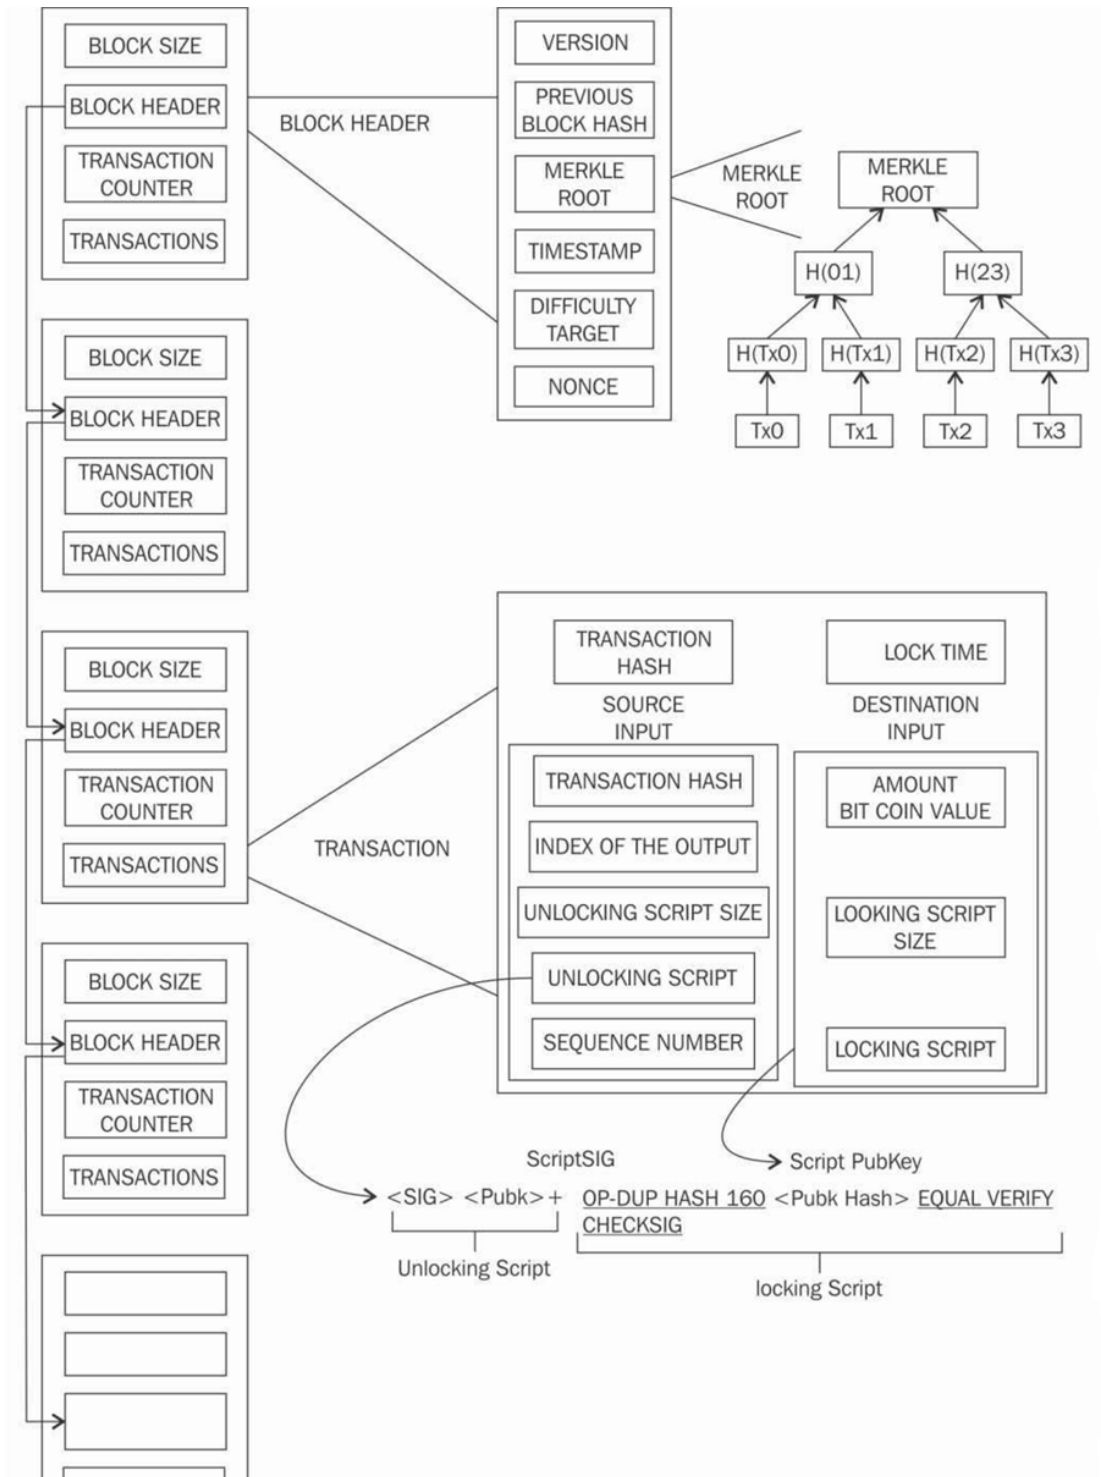 BLOCK SIZE
BLOCK HEADER
TRANSACTION
COUNTER
TRANSACTIONS
BLOCK HEADER
VERSION
PREVIOUS
BLOCK HASH
MERKLE
ROOT
TIMESTAMP
DIFFICULTY
TARGET
NONCE
MERKLE
ROOT
MERKLE
ROOT
H(01)
H(23)
H(Tx0)
H(Tx1)
H(Tx2)
H(Tx3)
Tx0
Tx1
Tx2
Tx3
BLOCK SIZE
BLOCK HEADER
TRANSACTION
COUNTER
TRANSACTIONS
BLOCK SIZE
BLOCK HEADER
TRANSACTION
COUNTER
TRANSACTIONS
TRANSACTION
TRANSACTION
HASH
LOCK TIME
SOURCE
INPUT
DESTINATION
INPUT
TRANSACTION HASH
INDEX OF THE OUTPUT
UNLOCKING SCRIPT SIZE
UNLOCKING SCRIPT
SEQUENCE NUMBER
AMOUNT
BIT COIN VALUE
LOOKING SCRIPT
SIZE
LOCKING SCRIPT
BLOCK SIZE
BLOCK HEADER
TRANSACTION
COUNTER
TRANSACTIONS
ScriptSIG
Script PubKey
<SIG> <Pubk>+ OP-DUP HASH 160 <Pubk Hash> EQUAL VERIFY
CHECKSIG
Unlocking Script
locking Script